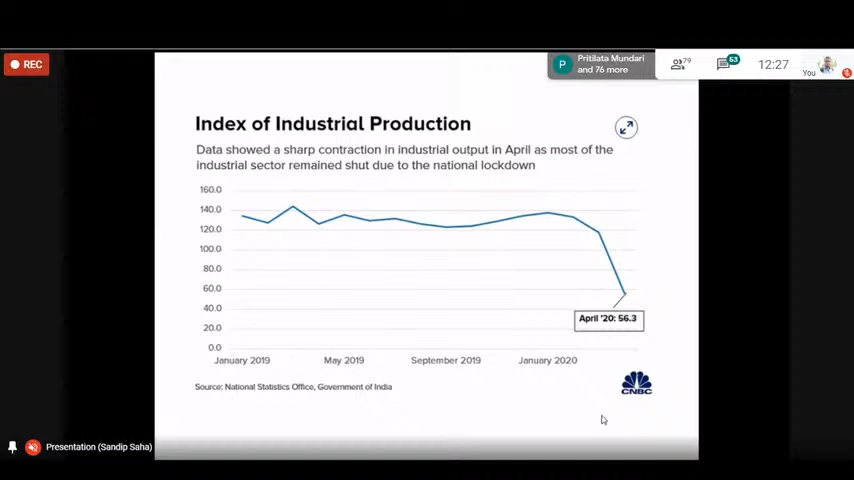 REC
P
Pritilata Mundari
and 76 more
79
53
12:27
You
Index of Industrial Production
Data showed a sharp contraction in industrial output in April as most of the
industrial sector remained shut due to the national lockdown
160.0
140.0
120.0
100.0
80.0
60.0
40.0
20.0
0.0
April '20: 56.3
January 2019
May 2019
September 2019
January 2020
Source: National Statistics Office, Government of India
CNBC
Presentation (Sandip Saha)